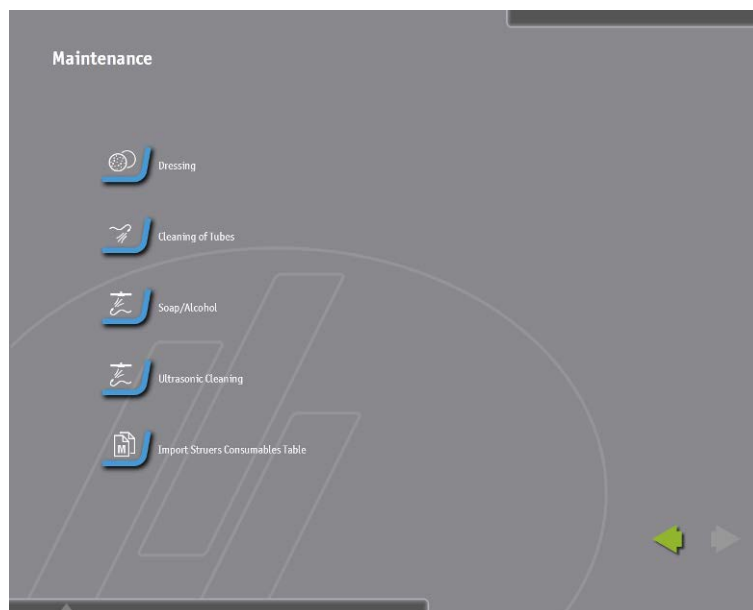 Maintenance
Dressing
Cleaning of Tubes
Soap/Alcohol
Ultrasonic Cleaning
M
Import Struers Consumables Table